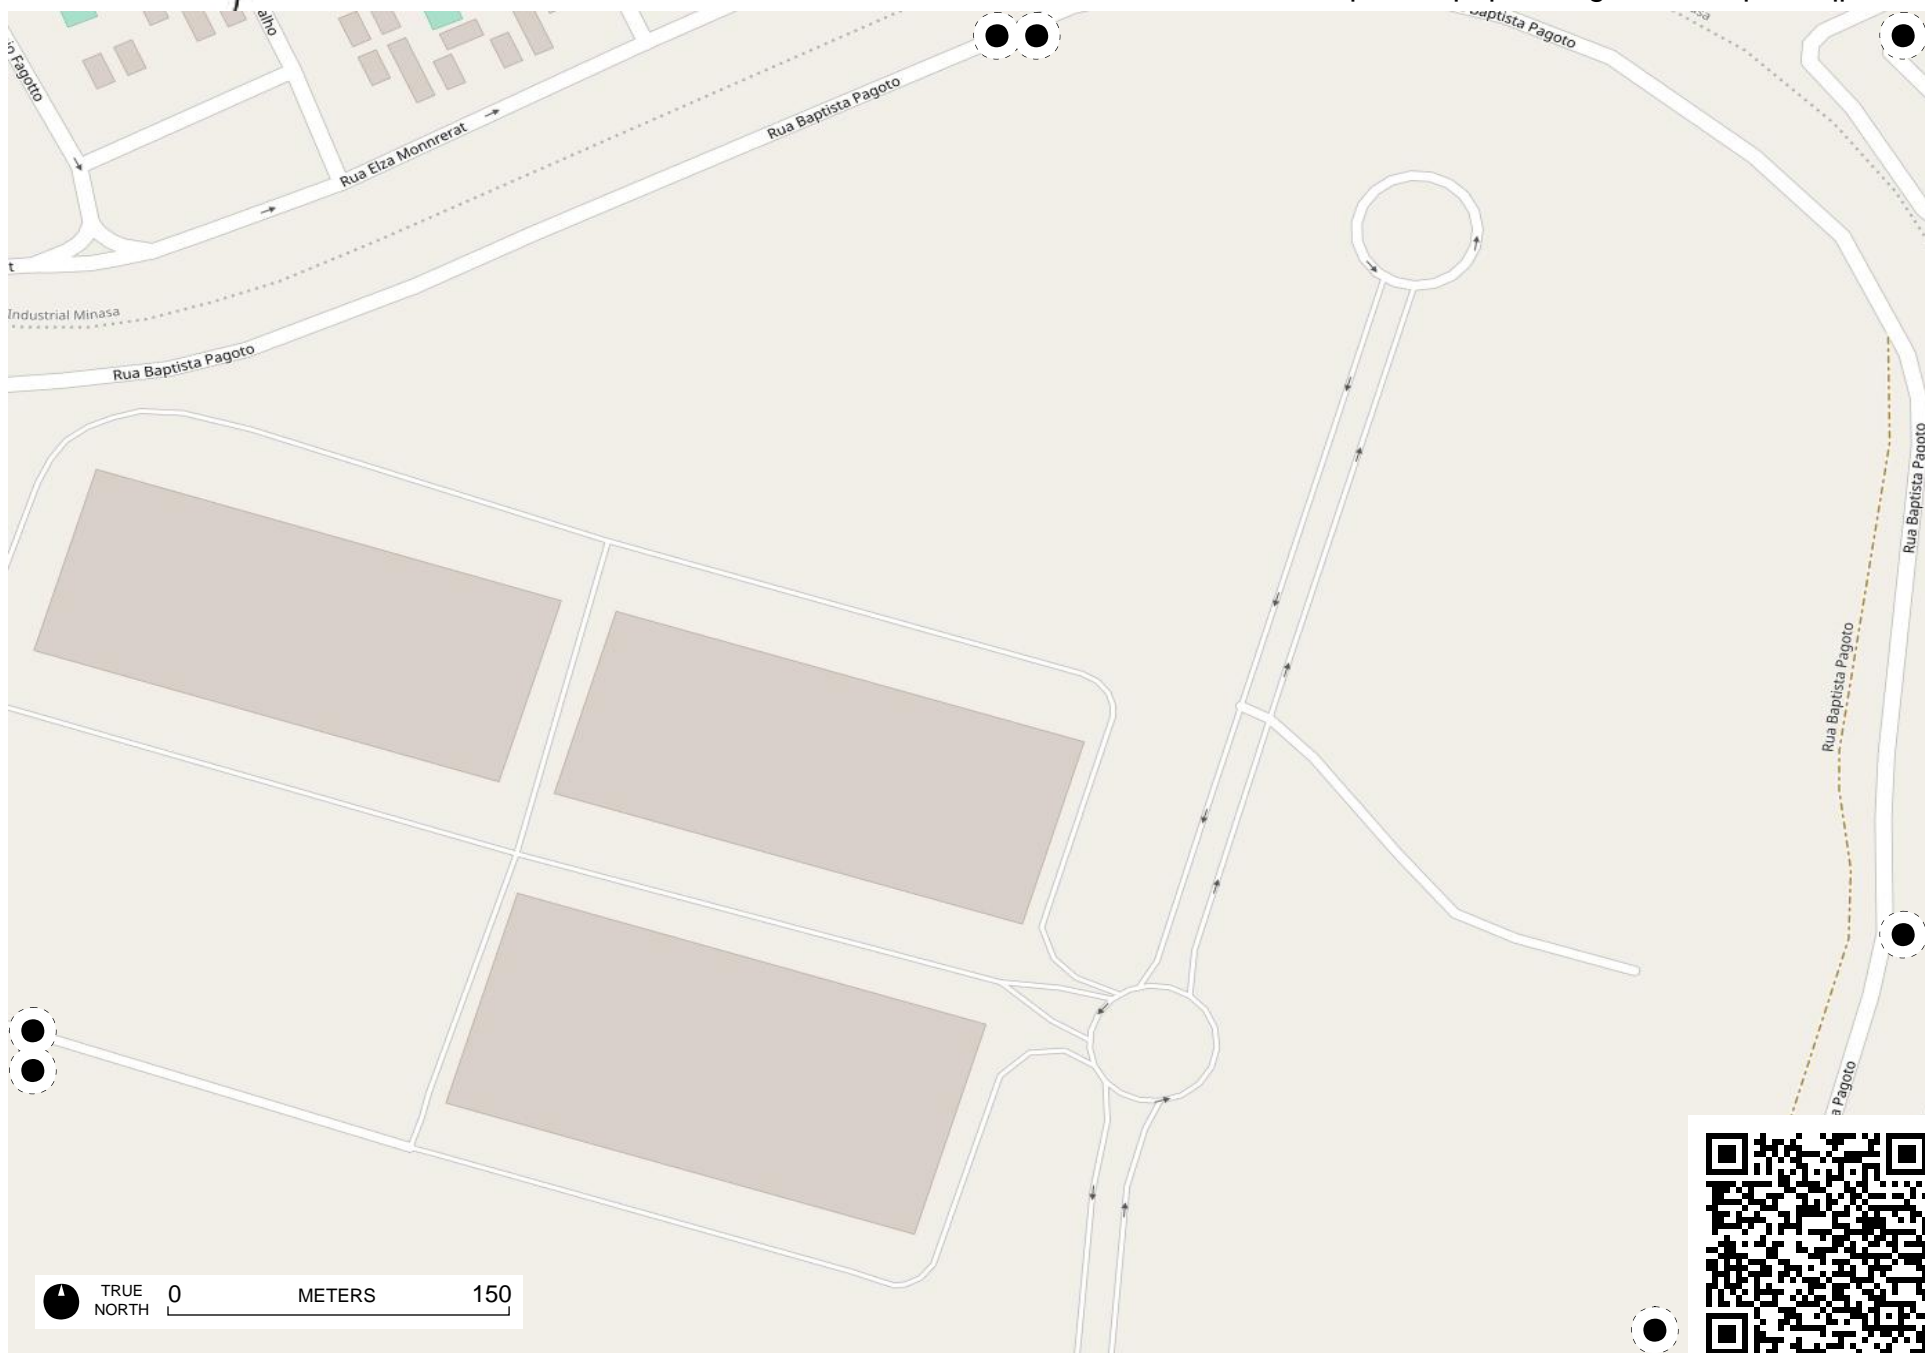 Baptista Pagoto
Rua Baptista Pagoto
Rua Elza Monnrerat
Industrial Minasa
Rua Baptista Pagoto
Rua Baptista Pagoto
Rua Baptista Pagoto
Pagoto
TRUE NORTH
0 METERS 150